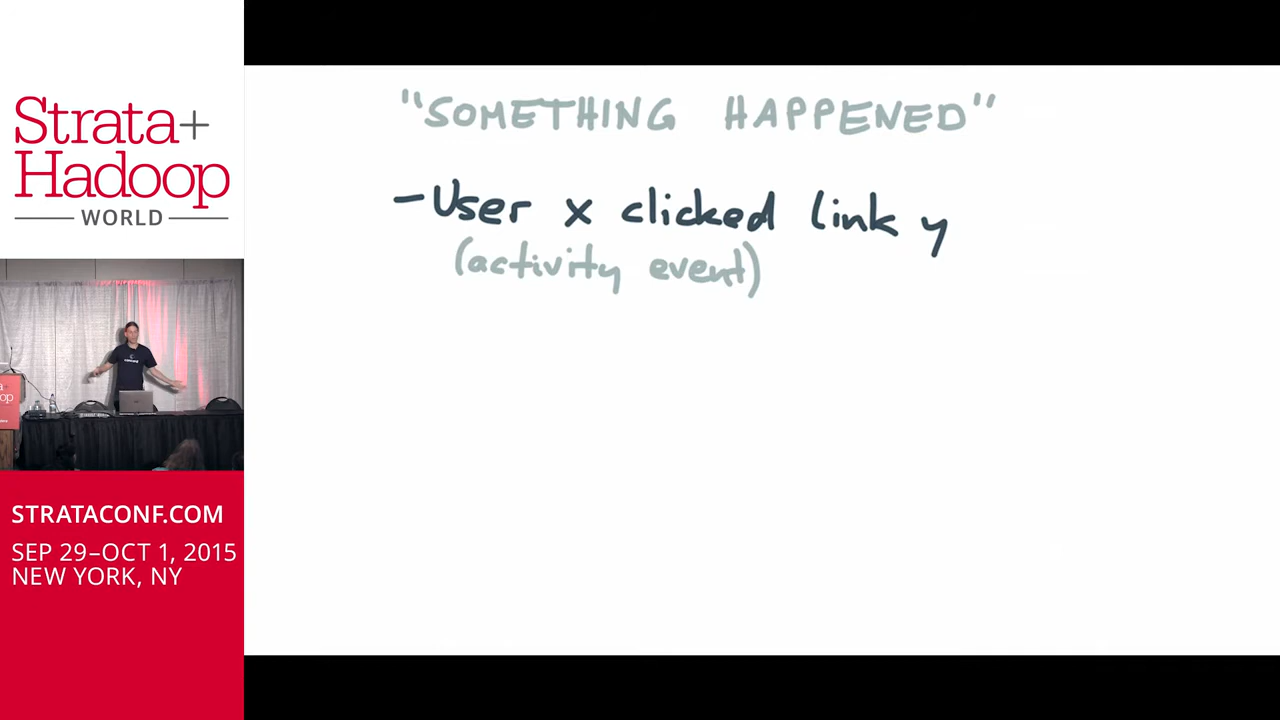 Strata+
Hadoop
WORLD
"SOMETHING HAPPENED"
- User x clicked link y
(activity event)
STRATACONF.COM
SEP 29–OCT 1, 2015
NEW YORK, NY